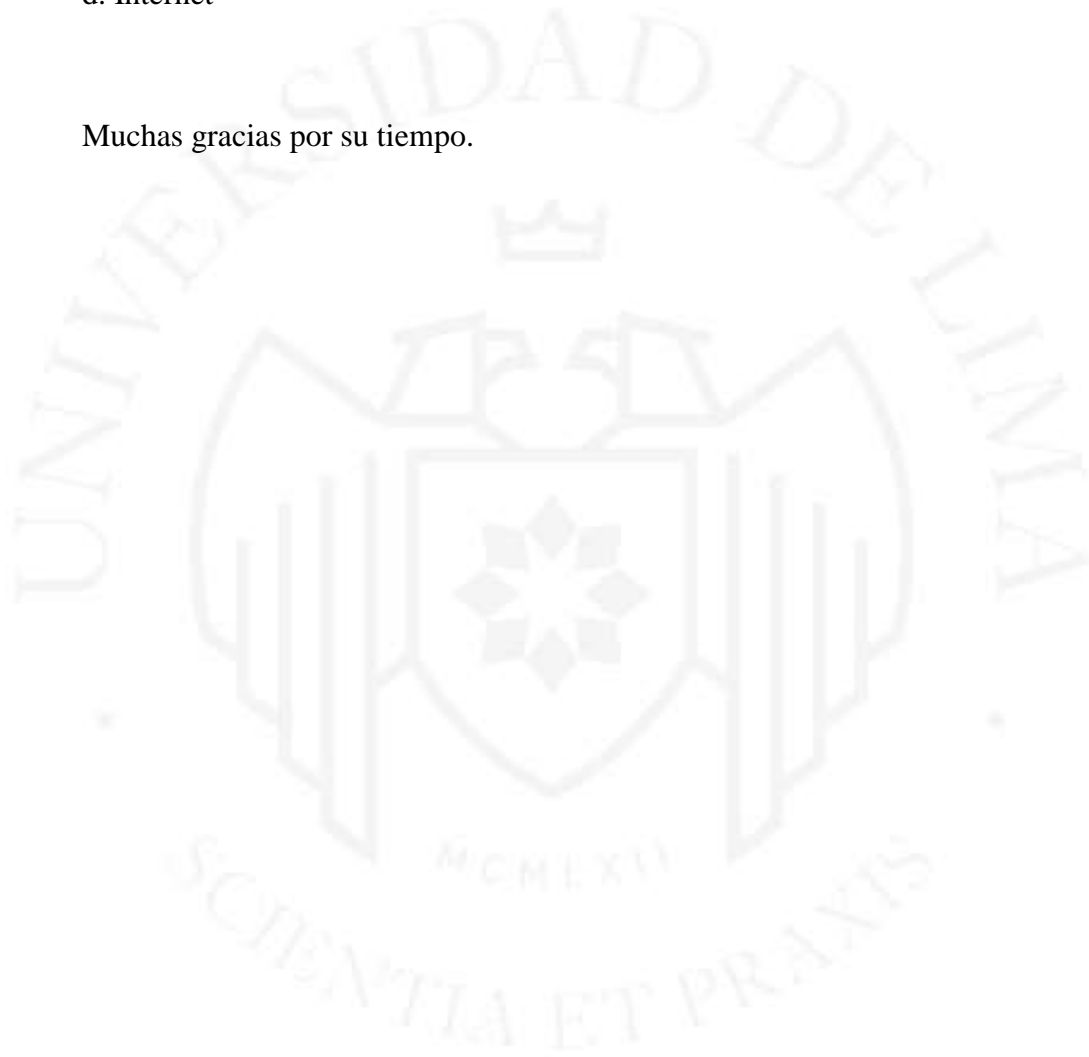 d. Internet
Muchas gracias por su tiempo.
UNIVERSIDAD DE LIMA
MCMLXII
SCIENTIA ET PRAXIS